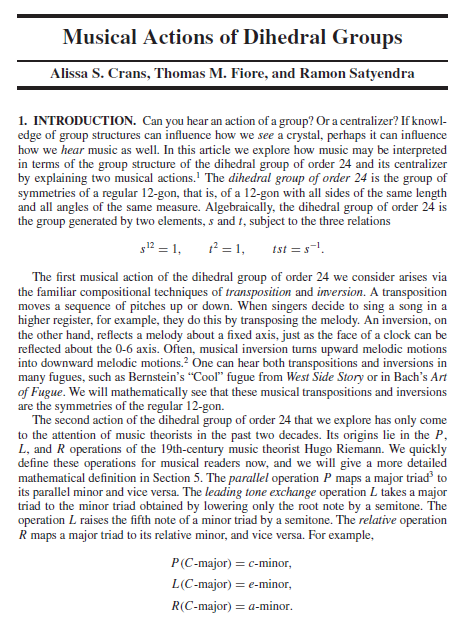 Musical Actions of Dihedral Groups
Alissa S. Crans, Thomas M. Fiore, and Ramon Satyendra
1. INTRODUCTION. Can you hear an action of a group? Or a centralizer? If knowl-
edge of group structures can influence how we see a crystal, perhaps it can influence
how we hear music as well. In this article we explore how music may be interpreted
in terms of the group structure of the dihedral group of order 24 and its centralizer
by explaining two musical actions.¹ The dihedral group of order 24 is the group of
symmetries of a regular 12-gon, that is, of a 12-gon with all sides of the same length
and all angles of the same measure. Algebraically, the dihedral group of order 24 is
the group generated by two elements, s and t, subject to the three relations
s¹² = 1, t² = 1, tst = s⁻¹.
The first musical action of the dihedral group of order 24 we consider arises via
the familiar compositional techniques of transposition and inversion. A transposition
moves a sequence of pitches up or down. When singers decide to sing a song in a
higher register, for example, they do this by transposing the melody. An inversion, on
the other hand, reflects a melody about a fixed axis, just as the face of a clock can be
reflected about the 0-6 axis. Often, musical inversion turns upward melodic motions
into downward melodic motions.² One can hear both transpositions and inversions in
many fugues, such as Bernstein's “Cool” fugue from West Side Story or in Bach's Art
of Fugue. We will mathematically see that these musical transpositions and inversions
are the symmetries of the regular 12-gon.
The second action of the dihedral group of order 24 that we explore has only come
to the attention of music theorists in the past two decades. Its origins lie in the P,
L, and R operations of the 19th-century music theorist Hugo Riemann. We quickly
define these operations for musical readers now, and we will give a more detailed
mathematical definition in Section 5. The parallel operation P maps a major triad³ to
its parallel minor and vice versa. The leading tone exchange operation L takes a major
triad to the minor triad obtained by lowering only the root note by a semitone. The
operation L raises the fifth note of a minor triad by a semitone. The relative operation
R maps a major triad to its relative minor, and vice versa. For example,
P(C-major) = c-minor,
L(C-major) = e-minor,
R(C-major) = a-minor.